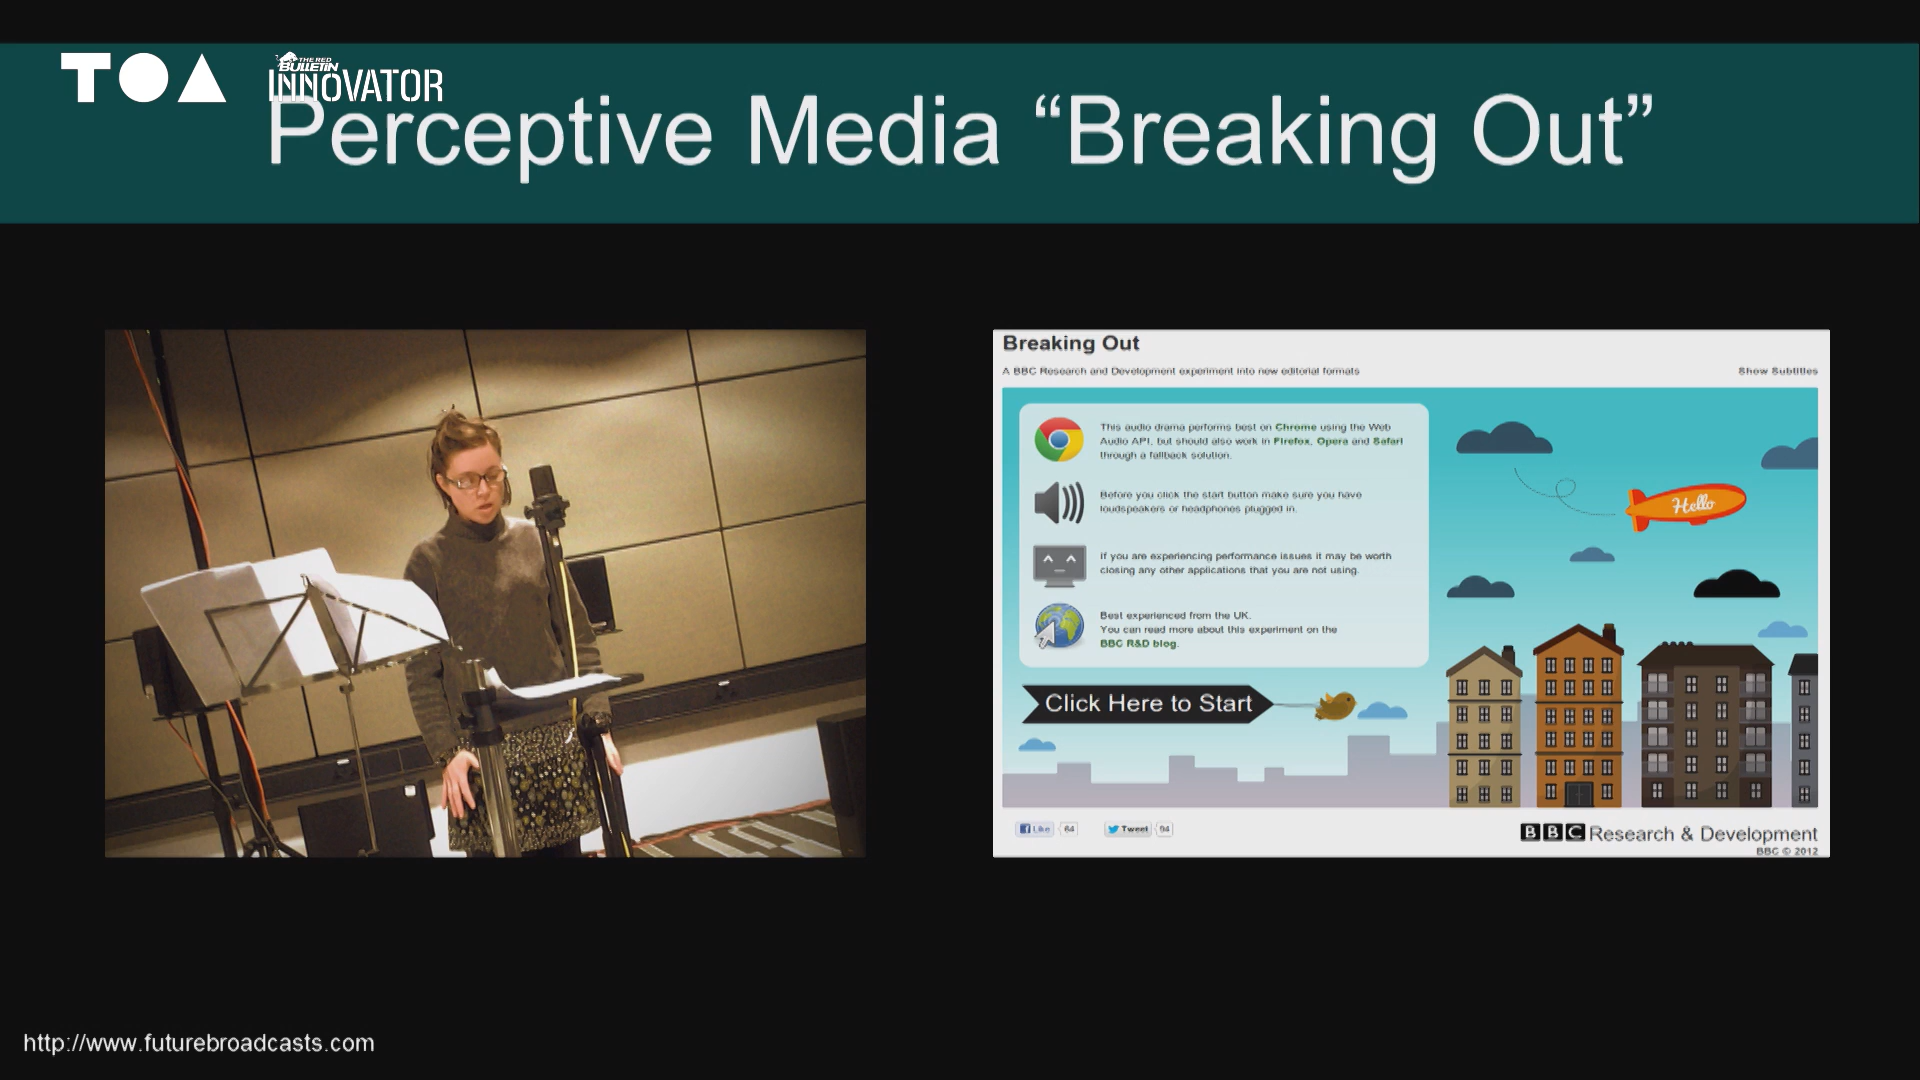 TOA
THE RED
BULLETIN
INNOVATOR
Perceptive Media “Breaking Out”
Breaking Out
A BBC Research and Development experiment into new editorial formats
Show Subtitles
This audio drama performs best on Chrome using the Web
Audio API, but should also work in Firefox, Opera and Safari
through a fallback solution.
Before you click the start button make sure you have
loudspeakers or headphones plugged in.
If you are experiencing performance issues it may be worth
closing any other applications that you are not using.
Best experienced from the UK.
You can read more about this experiment on the
BBC R&D blog.
Hello
Click Here to Start
Like 64
Tweet 94
BBC Research & Development
BBC © 2012
http://www.futurebroadcasts.com